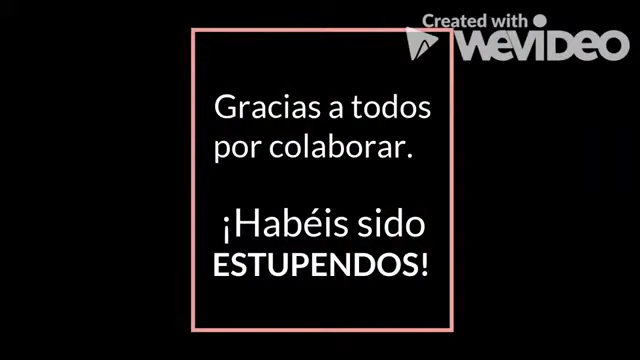 Created with
WEVIDEO
Gracias a todos
por colaborar.
¡Habéis sido
ESTUPENDOS!